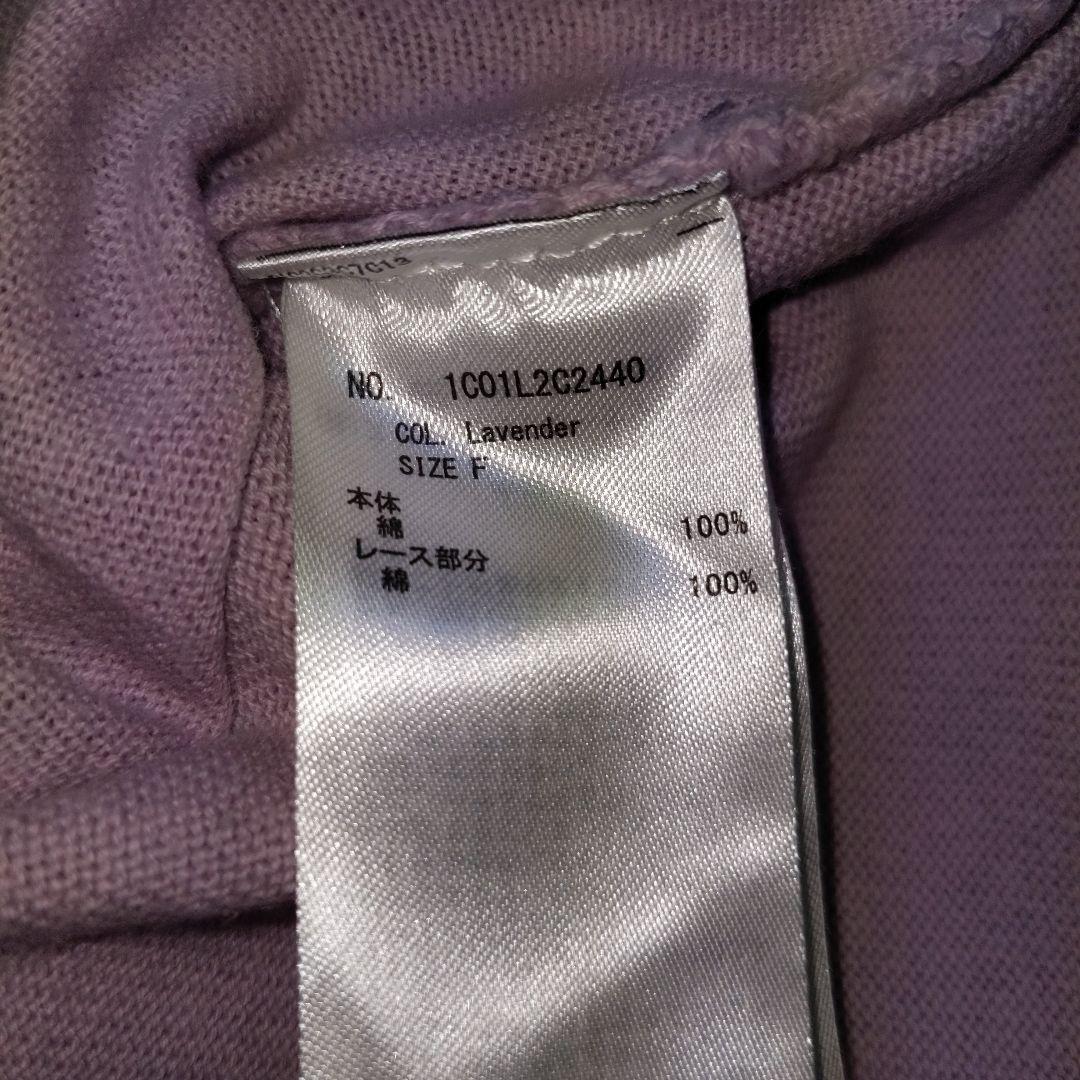 NO. 1C01L2C2440
COL. Lavender
SIZE F
本体
綿 100%
レース部分
綿 100%